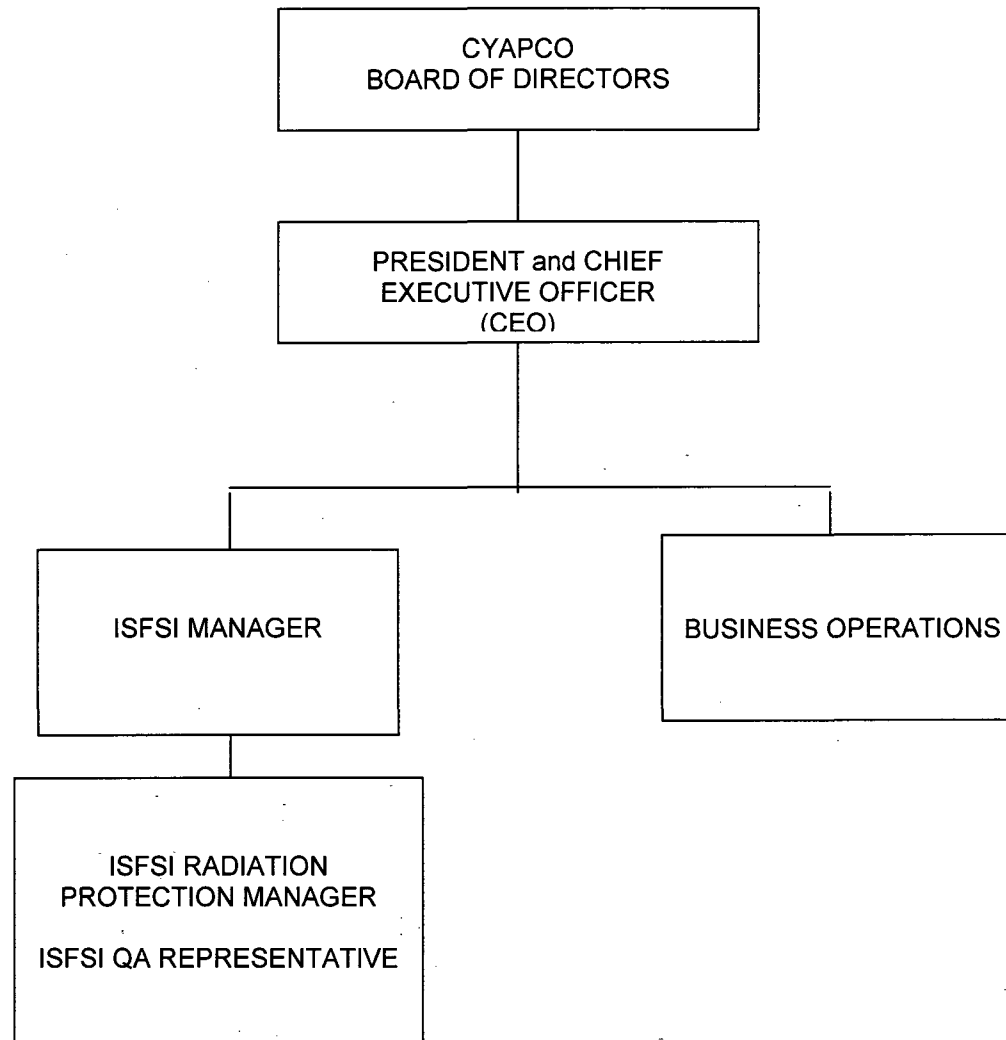 CYAPCO
BOARD OF DIRECTORS
PRESIDENT and CHIEF
EXECUTIVE OFFICER
(CEO)
ISFSI MANAGER
BUSINESS OPERATIONS
ISFSI RADIATION
PROTECTION MANAGER
ISFSI QA REPRESENTATIVE